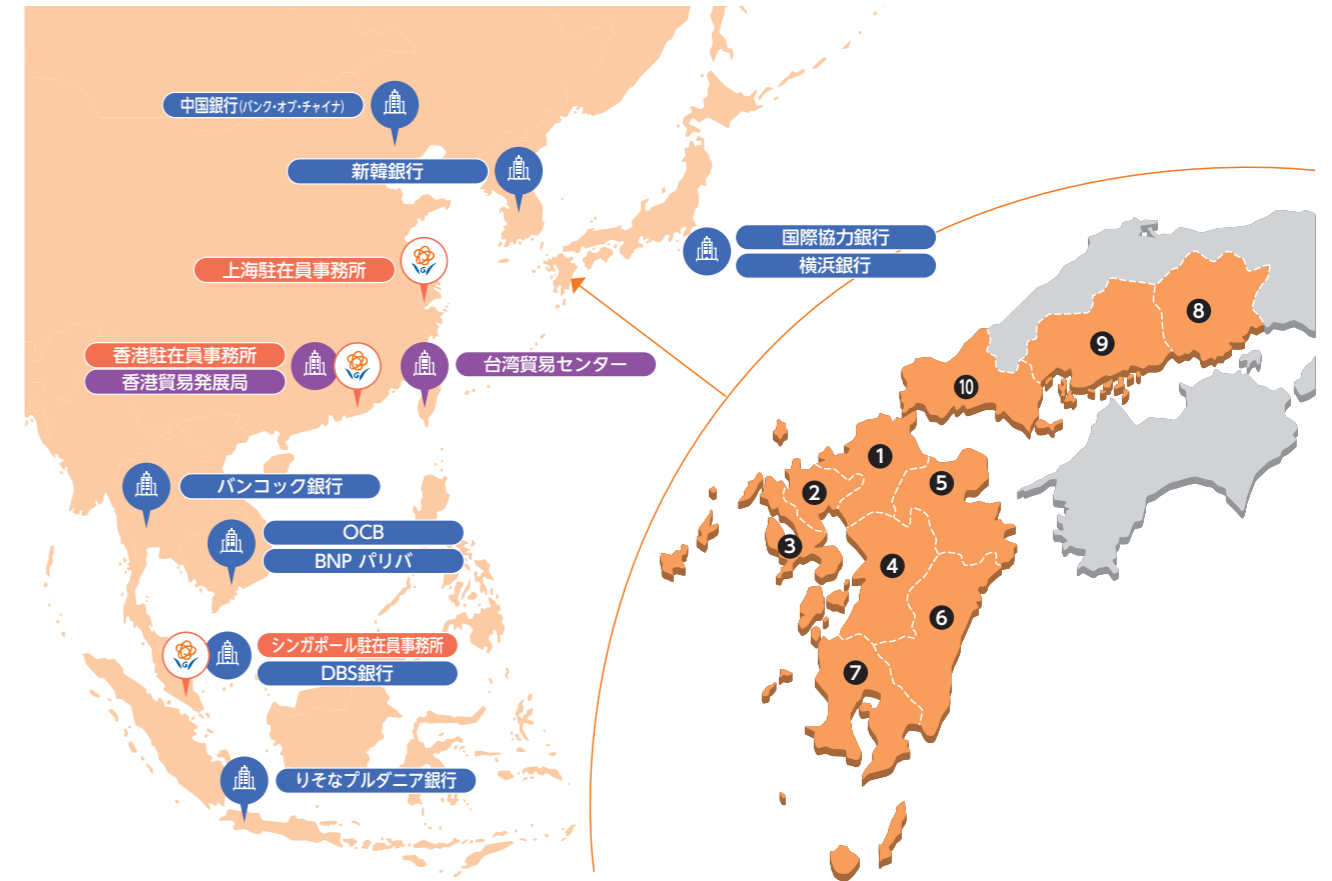 中国銀行(バンク・オブ・チャイナ)
新韓銀行
国際協力銀行
横浜銀行
上海駐在員事務所
香港駐在員事務所
香港貿易発展局
台湾貿易センター
バンコック銀行
OCB
BNP パリバ
シンガポール駐在員事務所
DBS銀行
りそなプルダニア銀行
8
9
10
1
5
2
3
4
6
7